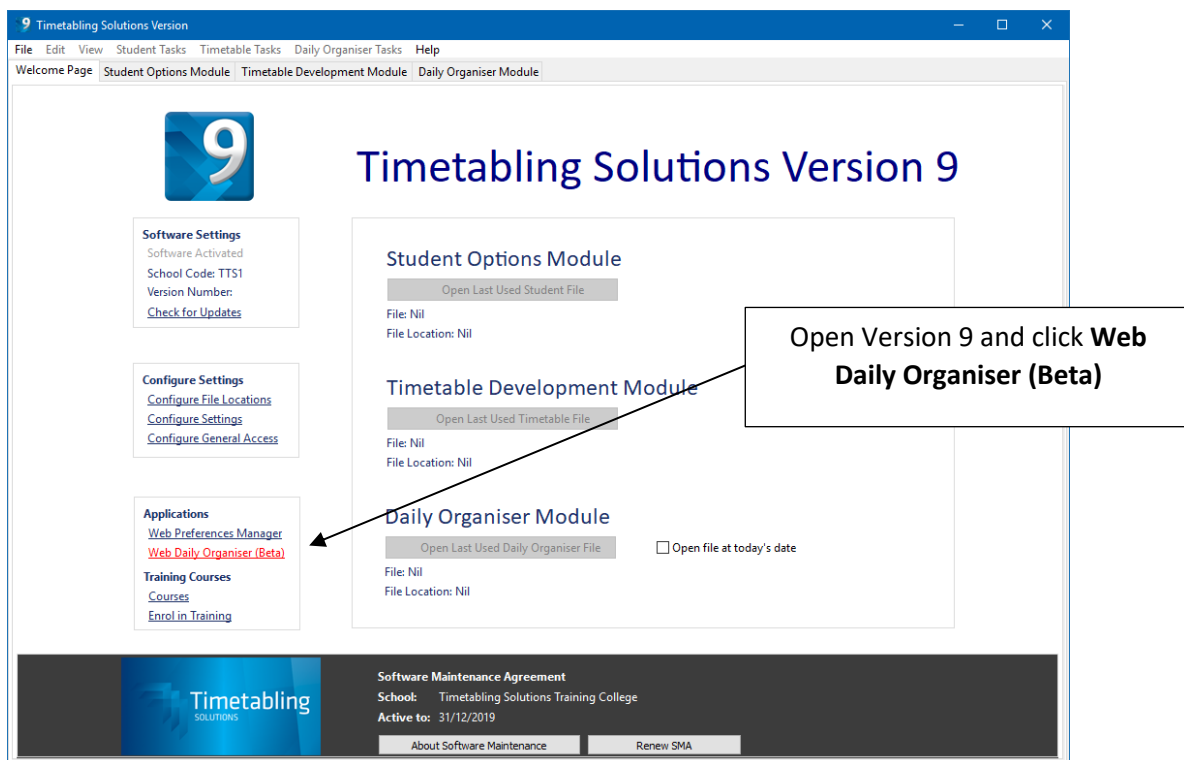 9 Timetabling Solutions Version
File Edit View Student Tasks Timetable Tasks Daily Organiser Tasks Help
Welcome Page Student Options Module Timetable Development Module Daily Organiser Module
9
Timetabling Solutions Version 9
Software Settings
Software Activated
School Code: TTS1
Version Number:
Check for Updates
Student Options Module
Open Last Used Student File
File: Nil
File Location: Nil
Open Version 9 and click Web
Daily Organiser (Beta)
Configure Settings
Configure File Locations
Configure Settings
Configure General Access
Timetable Development Module
Open Last Used Timetable File
File: Nil
File Location: Nil
Applications
Web Preferences Manager
Web Daily Organiser (Beta)
Training Courses
Courses
Enrol in Training
Daily Organiser Module
Open Last Used Daily Organiser File Open file at today's date
File: Nil
File Location: Nil
Timetabling
SOLUTIONS
Software Maintenance Agreement
School: Timetabling Solutions Training College
Active to: 31/12/2019
About Software Maintenance Renew SMA